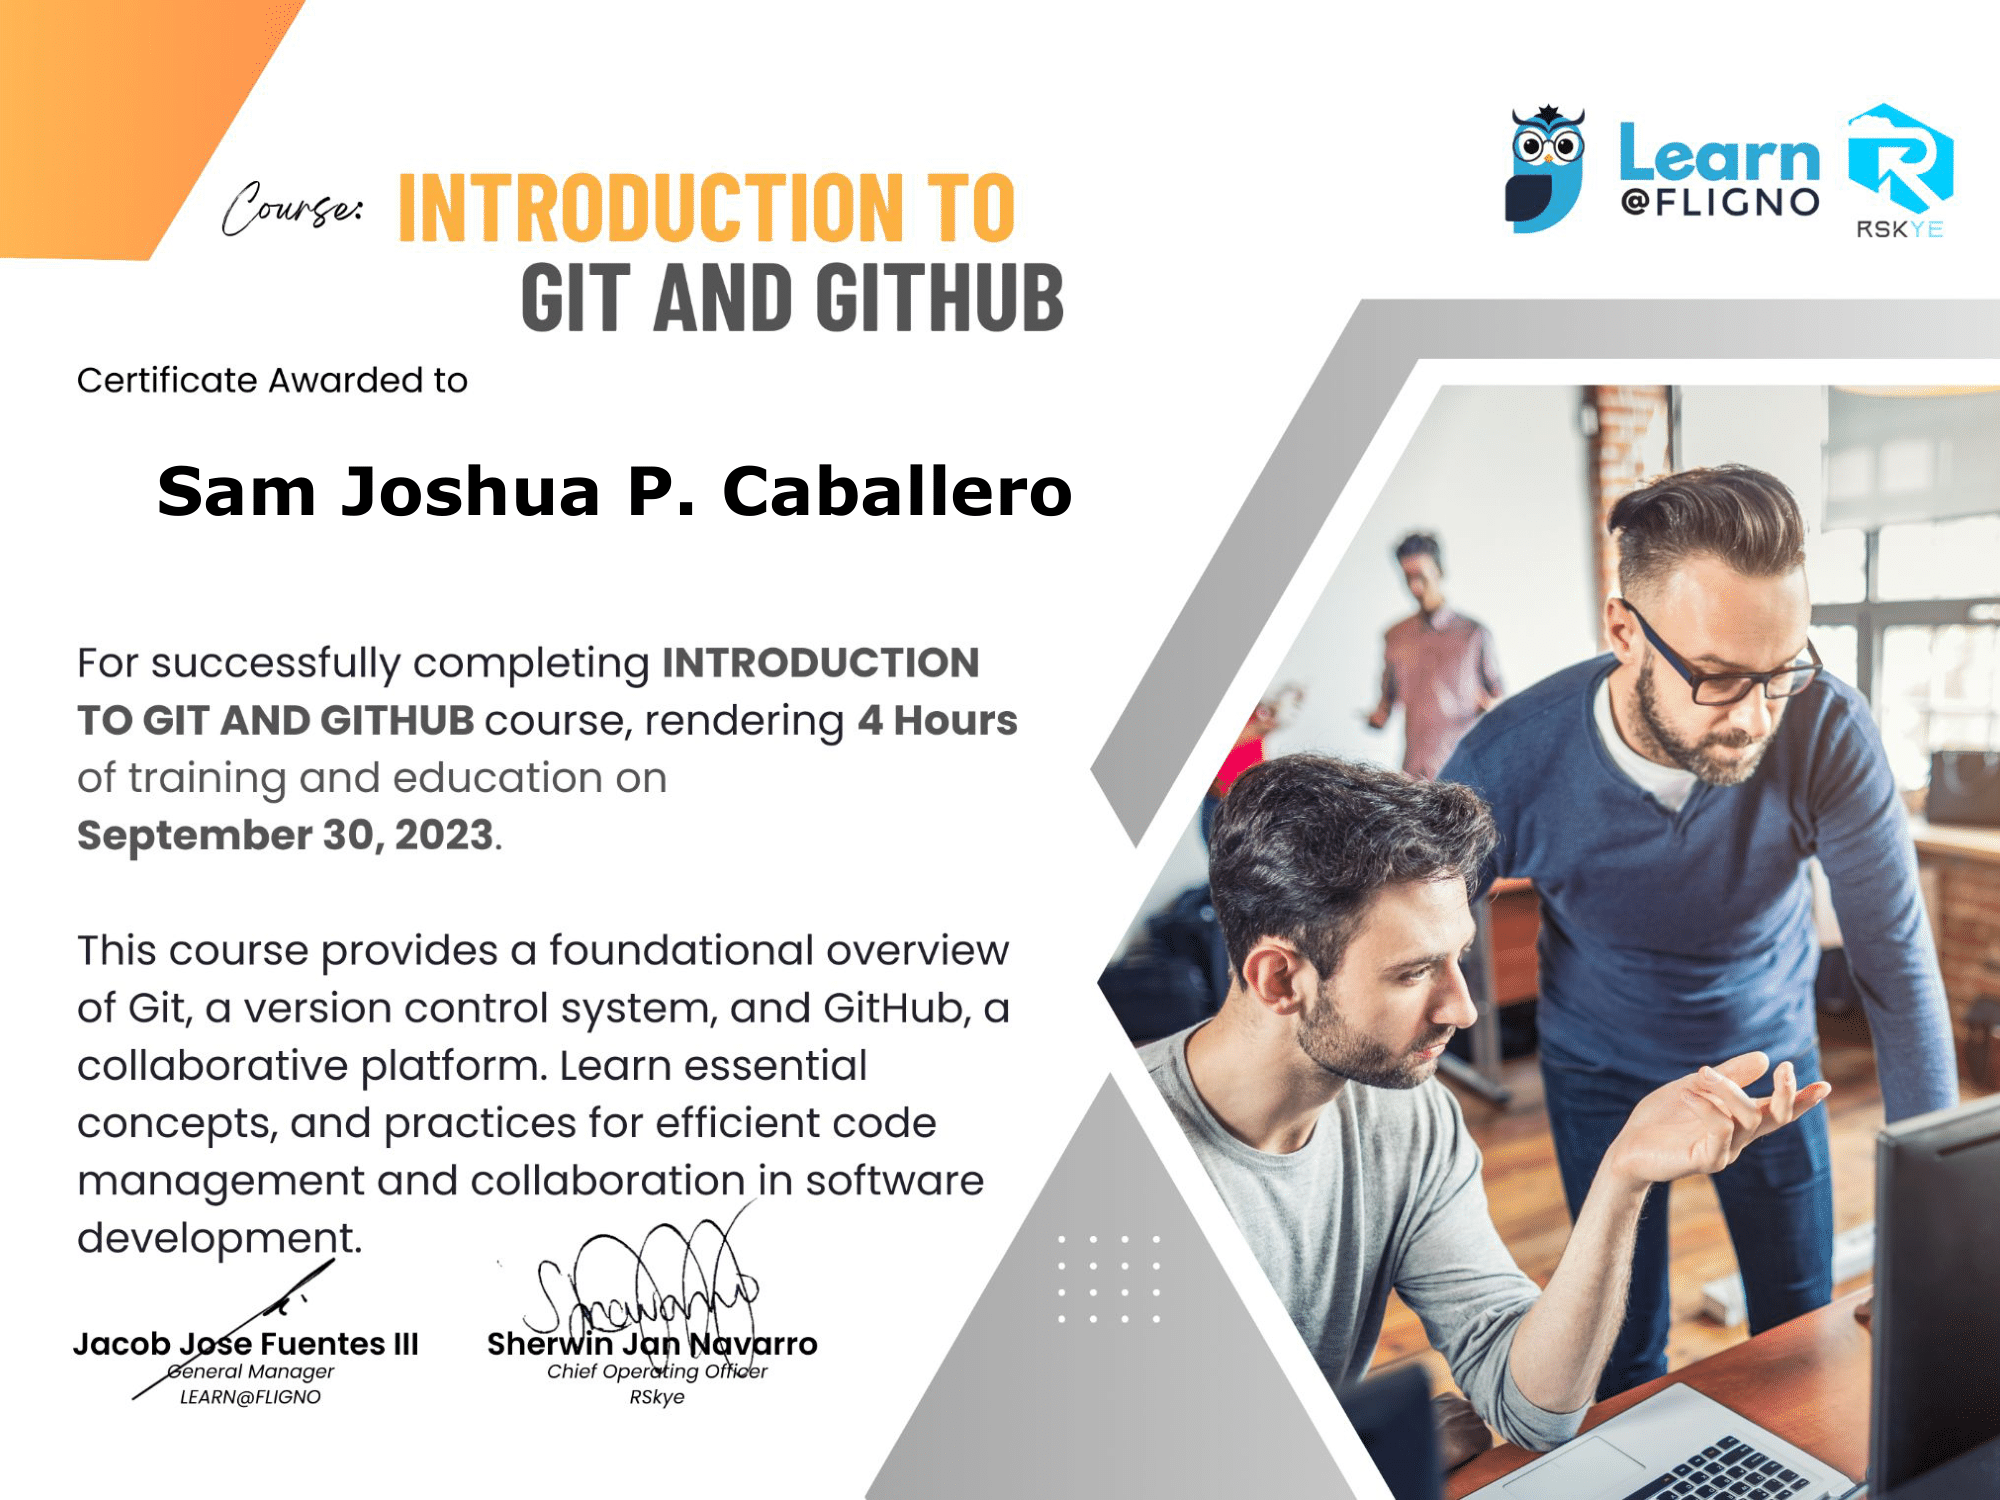 Course: INTRODUCTION TO
GIT AND GITHUB
Learn
@FLIGNO
RSKYE
Certificate Awarded to
Sam Joshua P. Caballero
For successfully completing INTRODUCTION
TO GIT AND GITHUB course, rendering 4 Hours
of training and education on
September 30, 2023.
This course provides a foundational overview
of Git, a version control system, and GitHub, a
collaborative platform. Learn essential
concepts, and practices for efficient code
management and collaboration in software
development.
Jacob Jose Fuentes III
General Manager
LEARN@FLIGNO
Sherwin Jan Navarro
Chief Operating Officer
RSkye